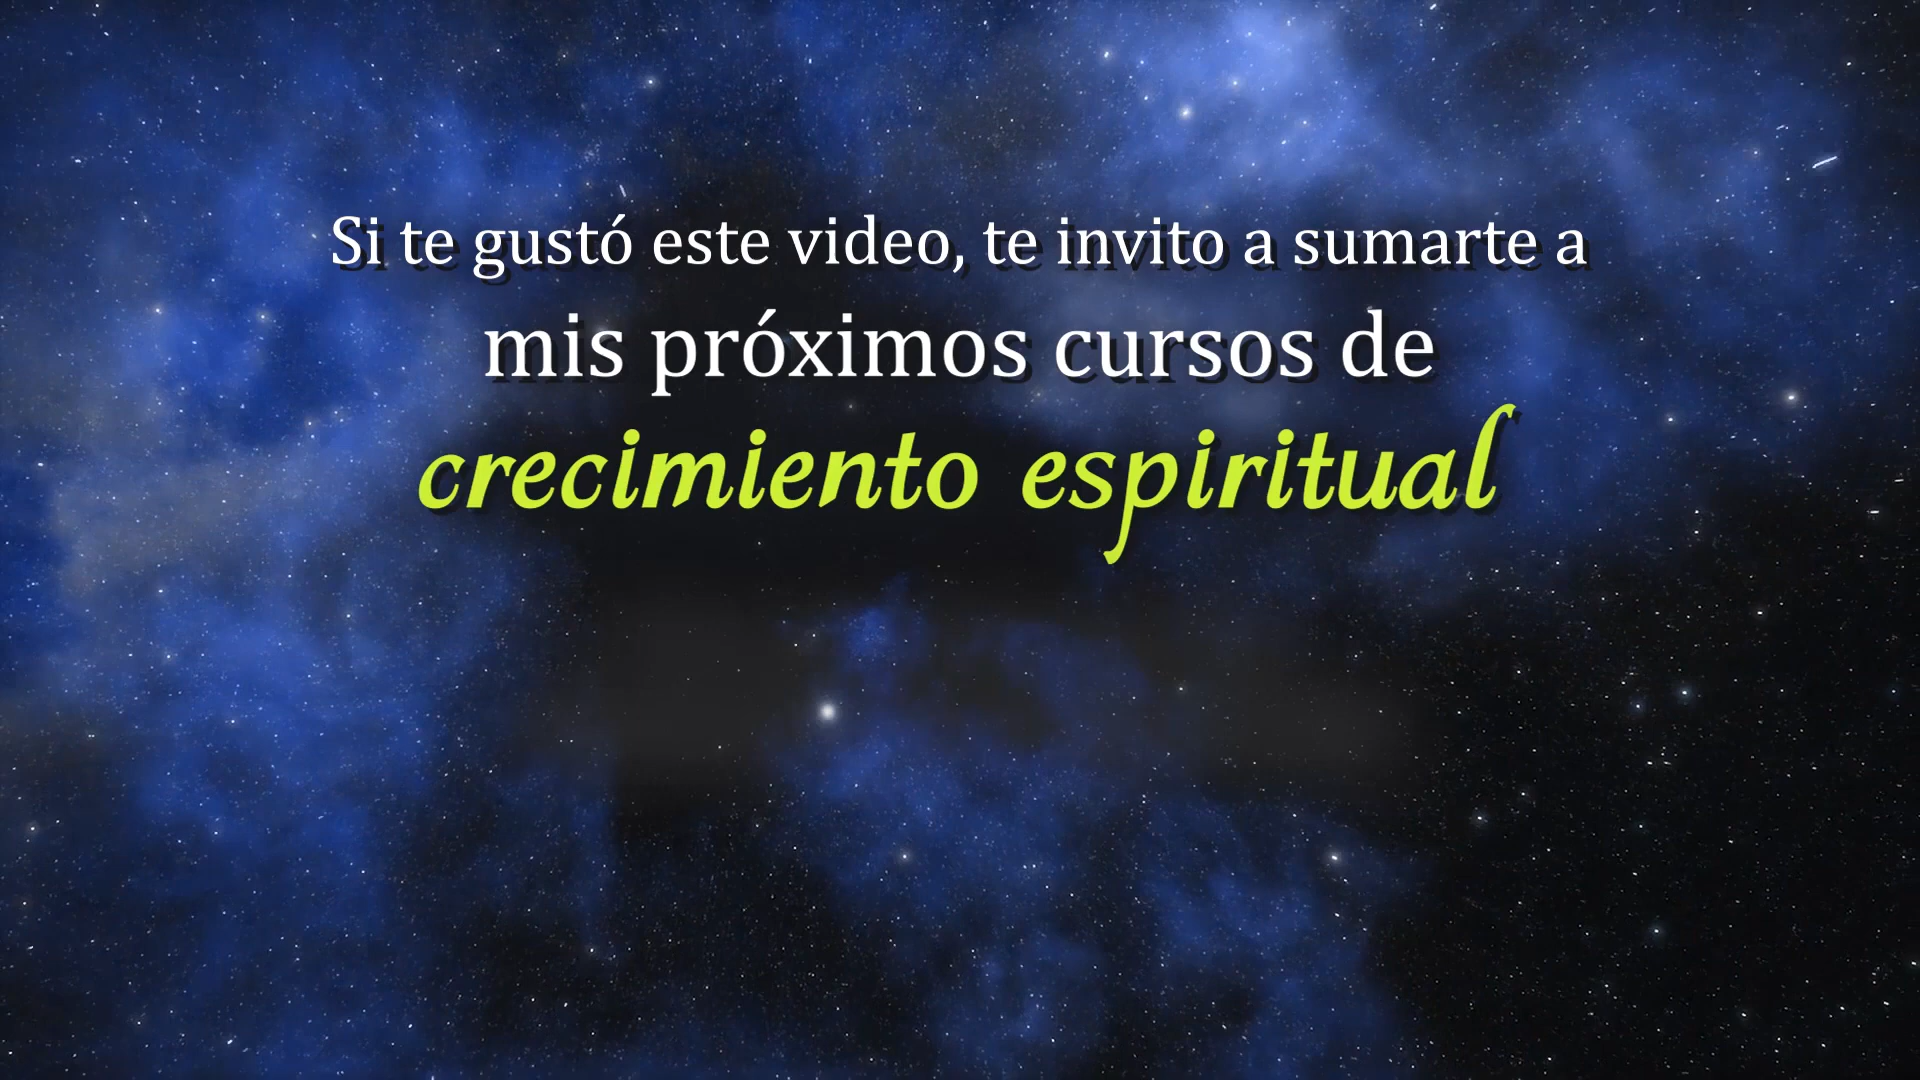 Si te gustó este video, te invito a sumarte a
mis próximos cursos de
crecimiento espiritual